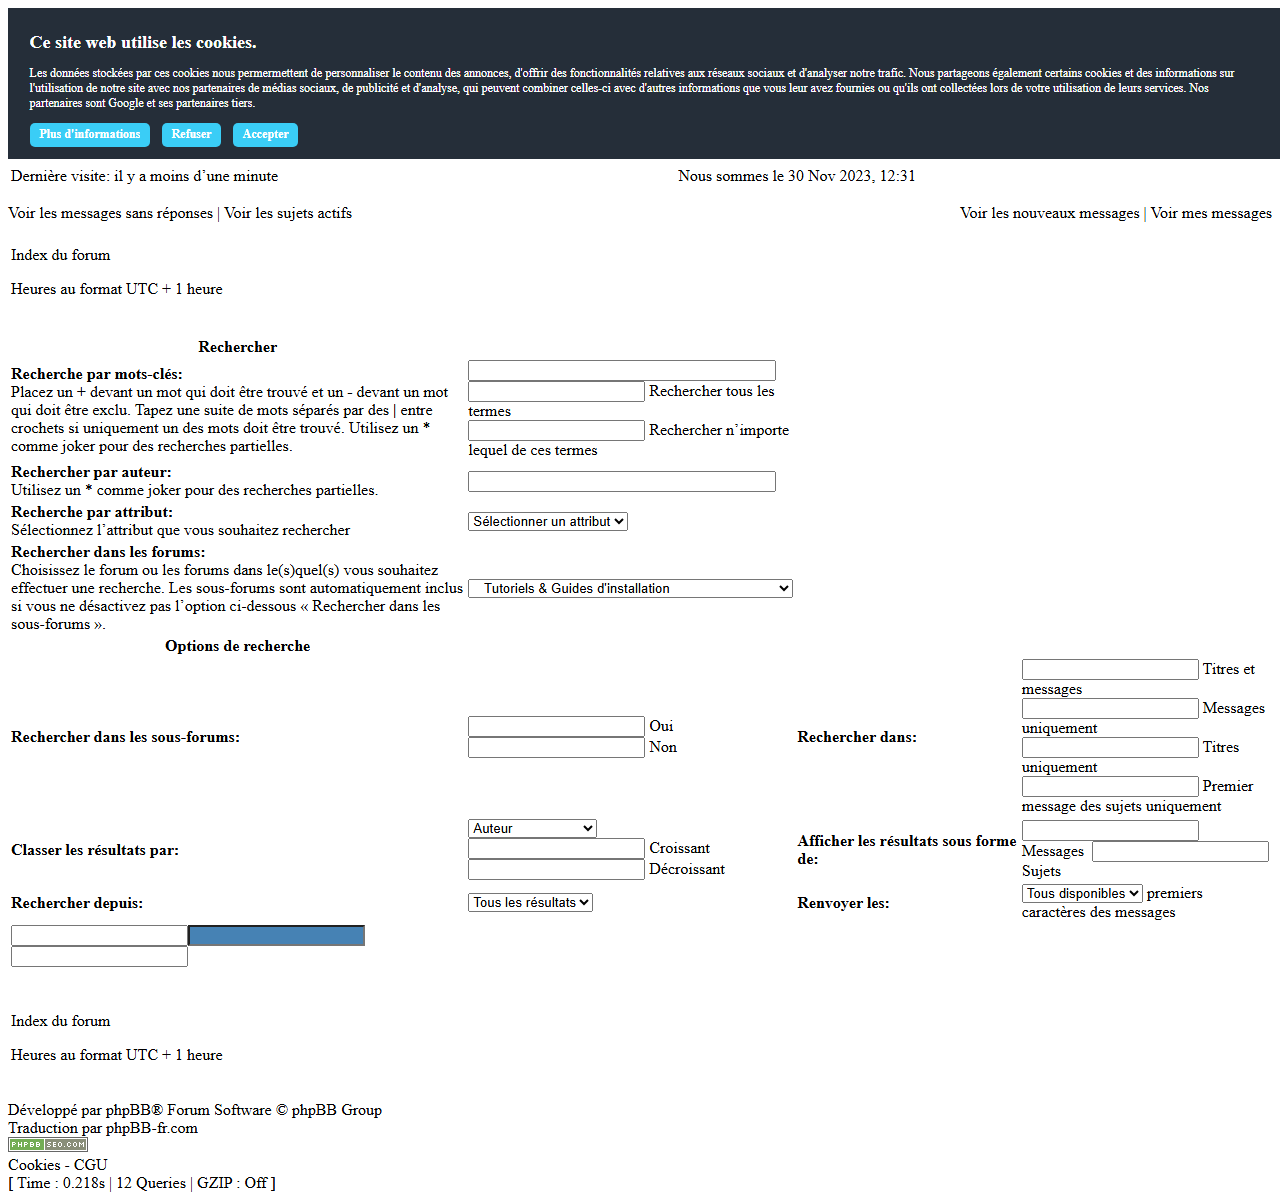 Ce site web utilise les cookies.
Les données stockées par ces cookies nous permermettent de personnaliser le contenu des annonces, d'offrir des fonctionnalités relatives aux réseaux sociaux et d'analyser notre trafic. Nous partageons également certains cookies et des informations sur
l'utilisation de notre site avec nos partenaires de médias sociaux, de publicité et d'analyse, qui peuvent combiner celles-ci avec d'autres informations que vous leur avez fournies ou qu'ils ont collectées lors de votre utilisation de leurs services. Nos
partenaires sont Google et ses partenaires tiers.
Plus d'informations Refuser Accepter
Dernière visite: il y a moins d’une minute Nous sommes le 30 Nov 2023, 12:31
Voir les messages sans réponses | Voir les sujets actifs Voir les nouveaux messages | Voir mes messages
Index du forum
Heures au format UTC + 1 heure
Rechercher
Recherche par mots-clés:
Placez un + devant un mot qui doit être trouvé et un - devant un mot
qui doit être exclu. Tapez une suite de mots séparés par des | entre
crochets si uniquement un des mots doit être trouvé. Utilisez un *
comme joker pour des recherches partielles.
Rechercher tous les
termes
Rechercher n’importe
lequel de ces termes
Rechercher par auteur:
Utilisez un * comme joker pour des recherches partielles.
Recherche par attribut:
Sélectionnez l’attribut que vous souhaitez rechercher
Sélectionner un attribut
Rechercher dans les forums:
Choisissez le forum ou les forums dans le(s)quel(s) vous souhaitez
effectuer une recherche. Les sous-forums sont automatiquement inclus
si vous ne désactivez pas l’option ci-dessous « Rechercher dans les
sous-forums ».
Tutoriels & Guides d'installation
Options de recherche
Rechercher dans les sous-forums:
Oui
Non
Rechercher dans:
Titres et
messages
Messages
uniquement
Titres
uniquement
Premier
message des sujets uniquement
Classer les résultats par:
Auteur
Croissant
Décroissant
Afficher les résultats sous forme
de:
Messages
Sujets
Rechercher depuis:
Tous les résultats
Renvoyer les:
Tous disponibles premiers
caractères des messages
Index du forum
Heures au format UTC + 1 heure
Développé par phpBB® Forum Software © phpBB Group
Traduction par phpBB-fr.com
PHPBB SEO.COM
Cookies - CGU
[ Time : 0.218s | 12 Queries | GZIP : Off ]